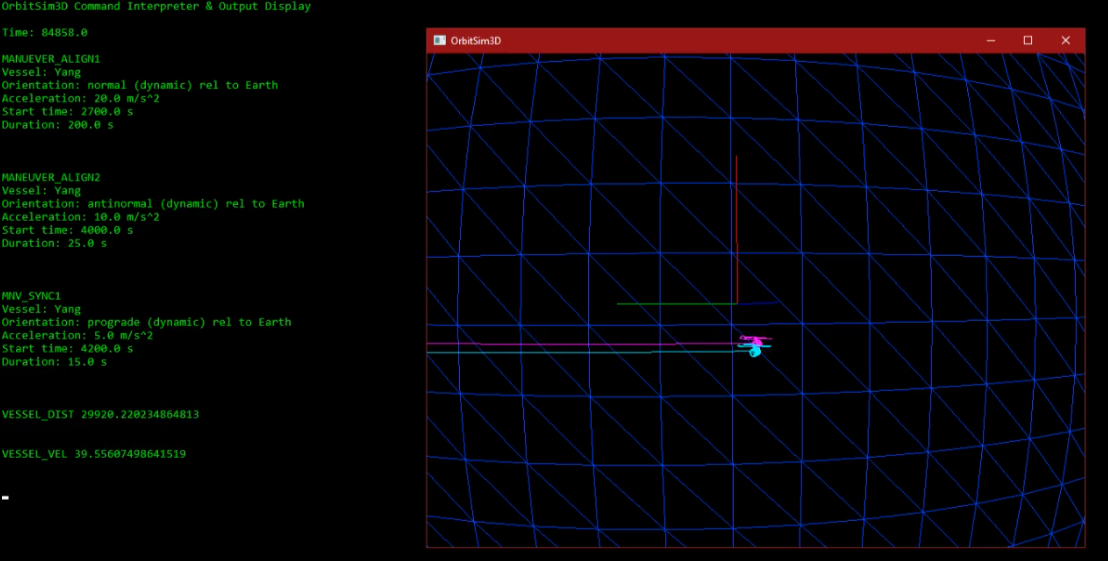 OrbitSim3D Command Interpreter & Output Display
Time: 84858.0
MANUEVER_ALIGN1
Vessel: Yang
Orientation: normal (dynamic) rel to Earth
Acceleration: 20.0 m/s^2
Start time: 2700.0 s
Duration: 200.0 s
MANEUVER_ALIGN2
Vessel: Yang
Orientation: antinormal (dynamic) rel to Earth
Acceleration: 10.0 m/s^2
Start time: 4000.0 s
Duration: 25.0 s
MNV_SYNC1
Vessel: Yang
Orientation: prograde (dynamic) rel to Earth
Acceleration: 5.0 m/s^2
Start time: 4200.0 s
Duration: 15.0 s
VESSEL_DIST 29920.220234864813
VESSEL_VEL 39.55607498641519
OrbitSim3D